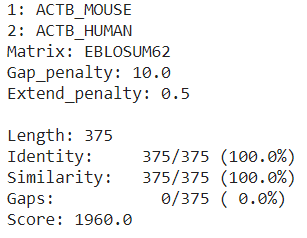 1: ACTB_MOUSE
2: ACTB_HUMAN
Matrix: EBLOSUM62
Gap_penalty: 10.0
Extend_penalty: 0.5

Length: 375
Identity:     375/375 (100.0%)
Similarity:   375/375 (100.0%)
Gaps:           0/375 ( 0.0%)
Score: 1960.0